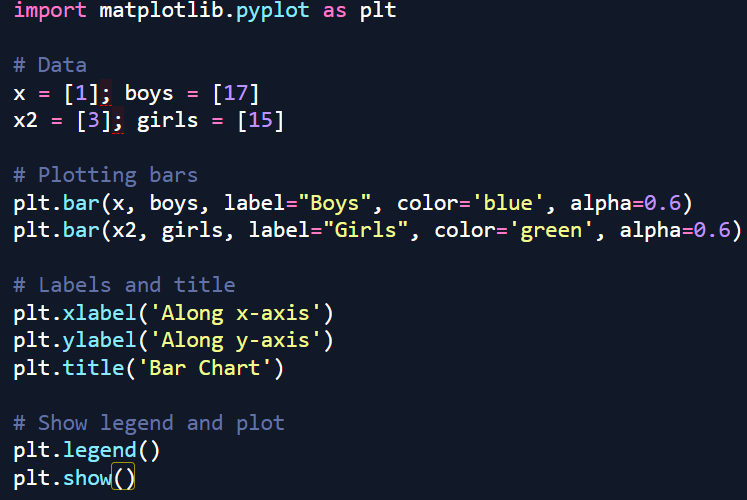 import matplotlib.pyplot as plt
# Data
x = [1]; boys = [17]
x2 = [3]; girls = [15]
# Plotting bars
plt.bar(x, boys, label="Boys", color='blue', alpha=0.6)
plt.bar(x2, girls, label="Girls", color='green', alpha=0.6)
# Labels and title
plt.xlabel('Along x-axis')
plt.ylabel('Along y-axis')
plt.title('Bar Chart')
# Show legend and plot
plt.legend()
plt.show()